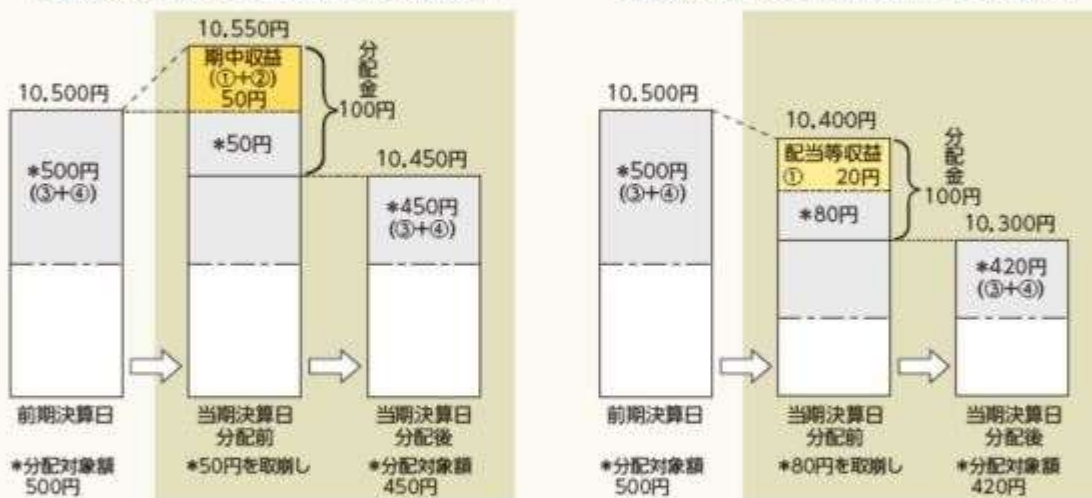 10,550円
期中収益
(①+②)
50円
分配金
100円
10,500円
*500円
(③+④)
*50円
10,450円
*450円
(③+④)
前期決算日
当期決算日
分配前
当期決算日
分配後
*分配対象額
500円
*50円を取崩し
*分配対象額
450円
10,500円
*500円
(③+④)
10,400円
配当等収益
① 20円
*80円
分配金
100円
10,300円
*420円
(③+④)
前期決算日
当期決算日
分配前
当期決算日
分配後
*分配対象額
500円
*80円を取崩し
*分配対象額
420円